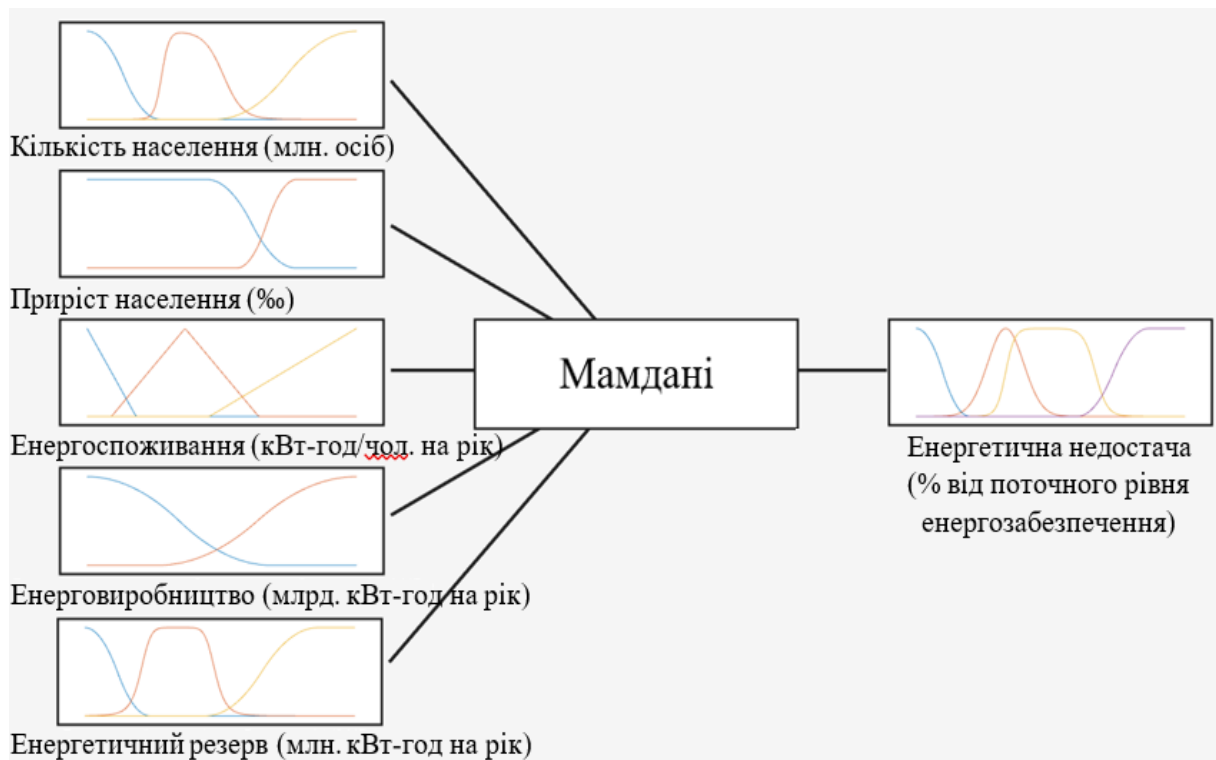 Кількість населення (млн. осіб)
Приріст населення (‰)
Енергоспоживання (кВт-год/чол. на рік)
Енерговиробництво (млрд. кВт-год на рік)
Енергетичний резерв (млн. кВт-год на рік)
Мамдані
Енергетична недостача
(% від поточного рівня
енергозабезпечення)